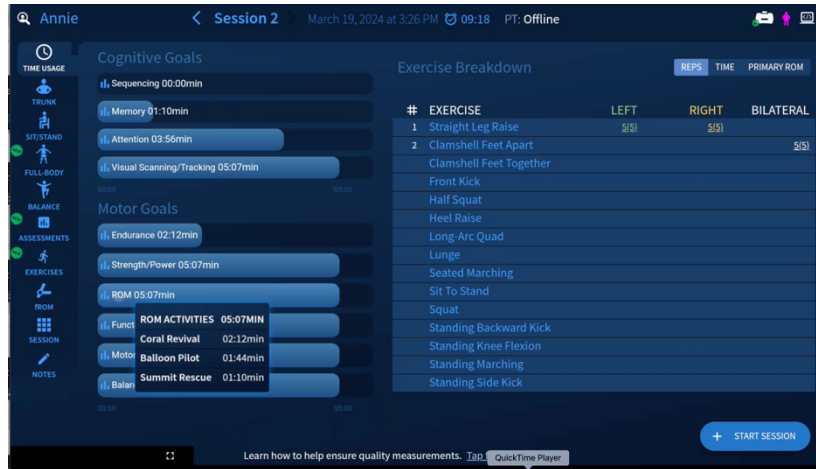 Annie
Session 2
March 19, 2024 at 3:26 PM 09:18 PT: Offline
TIME USAGE
TRUNK
SIT/STAND
FULL-BODY
BALANCE
ASSESSMENTS
EXERCISES
fROM
SESSION
NOTES
Cognitive Goals
Sequencing 00:00min
Memory 01:10min
Attention 03:56min
Visual Scanning/Tracking 05:07min
00:00 05:00
Motor Goals
Endurance 02:12min
Strength/Power 05:07min
ROM 05:07min
Funct
Moto
Balan
00:00 05:00
ROM ACTIVITIES 05:07MIN
Coral Revival 02:12min
Balloon Pilot 01:44min
Summit Rescue 01:10min
Exercise Breakdown
REPS TIME PRIMARY ROM
# EXERCISE LEFT RIGHT BILATERAL
1 Straight Leg Raise 5(5) 5(5)
2 Clamshell Feet Apart 5(5)
Clamshell Feet Together
Front Kick
Half Squat
Heel Raise
Long-Arc Quad
Lunge
Seated Marching
Sit To Stand
Squat
Standing Backward Kick
Standing Knee Flexion
Standing Marching
Standing Side Kick
+ START SESSION
Learn how to help ensure quality measurements. Tap
QuickTime Player